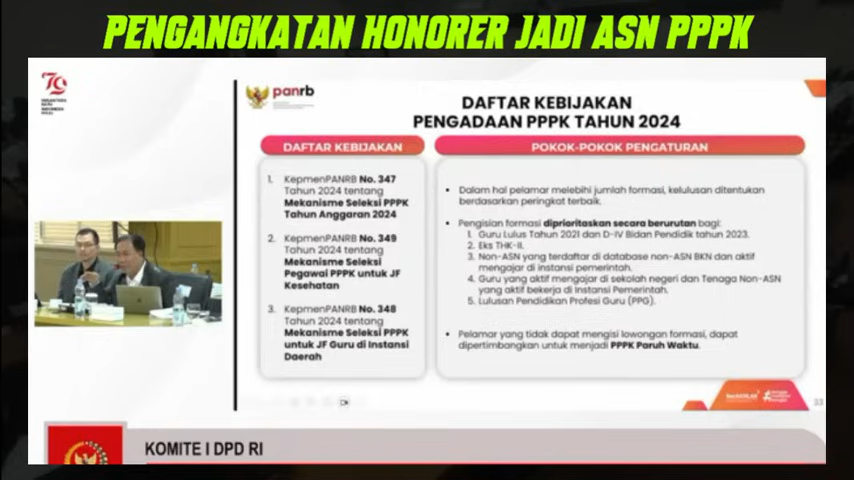 PENGANGKATAN HONORER JADI ASN PPPK
79
panrb
DAFTAR KEBIJAKAN
PENGADAAN PPPK TAHUN 2024
DAFTAR KEBIJAKAN
1. KepmenPANRB No. 347
Tahun 2024 tentang
Mekanisme Seleksi PPPK
Tahun Anggaran 2024
2. KepmenPANRB No. 349
Tahun 2024 tentang
Mekanisme Seleksi
Pegawai PPPK untuk JF
Kesehatan
3. KepmenPANRB No. 348
Tahun 2024 tentang
Mekanisme Seleksi PPPK
untuk JF Guru di Instansi
Daerah
POKOK-POKOK PENGATURAN
• Dalam hal pelamar melebihi jumlah formasi, kelulusan ditentukan
berdasarkan peringkat terbaik.
• Pengisian formasi diprioritaskan secara berurutan bagi:
1. Guru Lulus Tahun 2021 dan D-IV Bidan Pendidik tahun 2023.
2. Eks THK-II.
3. Non-ASN yang terdaftar di database non-ASN BKN dan aktif
mengajar di instansi pemerintah.
4. Guru yang aktif mengajar di sekolah negeri dan Tenaga Non-ASN
yang aktif bekerja di Instansi Pemerintah.
5. Lulusan Pendidikan Profesi Guru (PPG).
• Pelamar yang tidak dapat mengisi lowongan formasi, dapat
dipertimbangkan untuk menjadi PPPK Paruh Waktu.
33
KOMITE I DPD RI